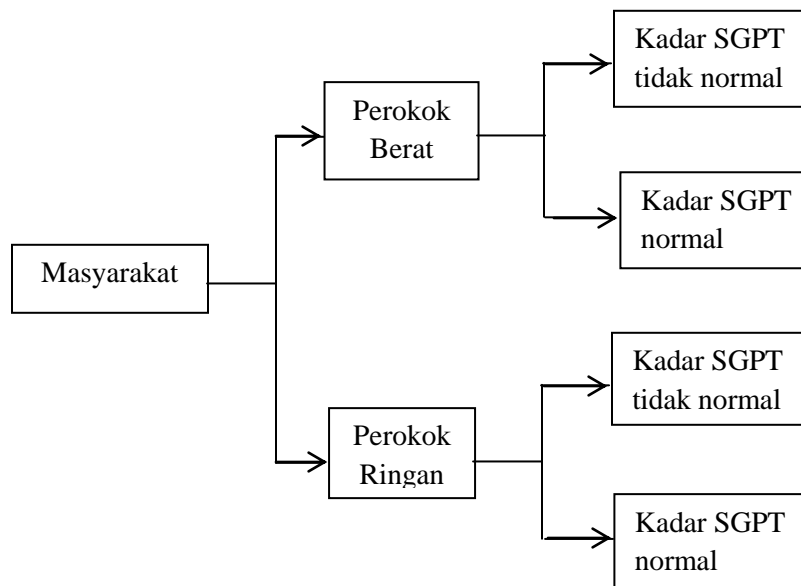 Kadar SGPT
tidak normal
Perokok
Berat
Kadar SGPT
normal
Masyarakat
Kadar SGPT
tidak normal
Perokok
Ringan
Kadar SGPT
normal